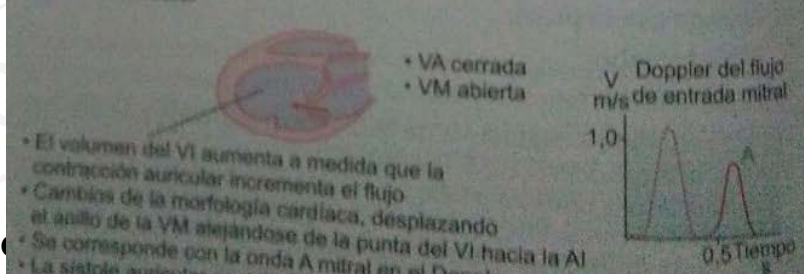 • VA cerrada
• VM abierta
V Doppler del flujo
m/s de entrada mitral
1,0
A
0,5 Tiempo
• El volumen del VI aumenta a medida que la
contracción auricular incrementa el flujo
• Cambios de la morfología cardíaca, desplazando
el anillo de la VM alejándose de la punta del VI hacia la AI
• Se corresponde con la onda A mitral en el
• La sístole